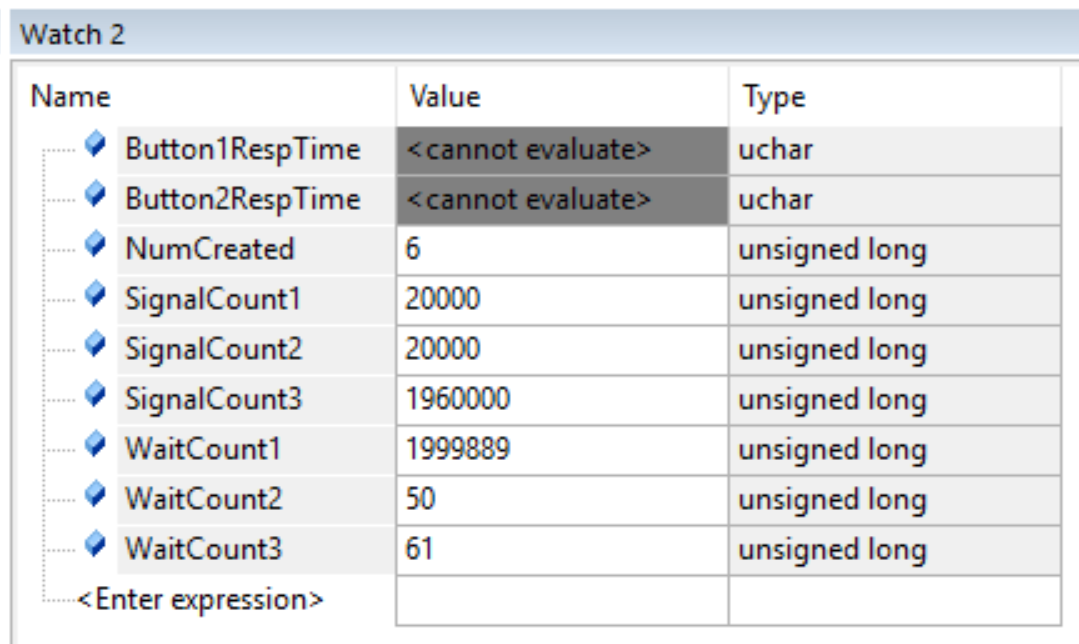 Watch 2
Name Value Type
Button1RespTime <cannot evaluate> uchar
Button2RespTime <cannot evaluate> uchar
NumCreated 6 unsigned long
SignalCount1 20000 unsigned long
SignalCount2 20000 unsigned long
SignalCount3 1960000 unsigned long
WaitCount1 1999889 unsigned long
WaitCount2 50 unsigned long
WaitCount3 61 unsigned long
<Enter expression>